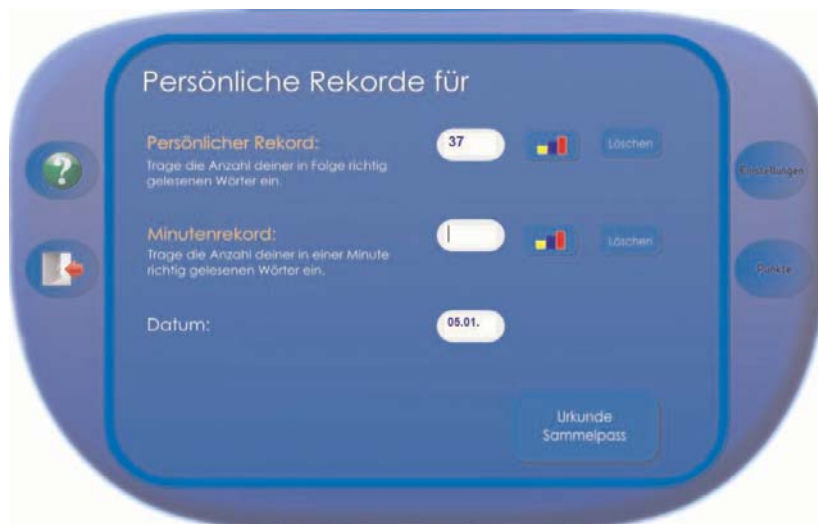 Persönliche Rekorde für
Persönlicher Rekord:
37
Löschen
Trage die Anzahl deiner in Folge richtig
gelesenen Wörter ein.
Einstellungen
Minutenrekord:
Löschen
Trage die Anzahl deiner in einer Minute
richtig gelesenen Wörter ein.
Punkte
Datum:
05.01.
Urkunde
Sammelpass